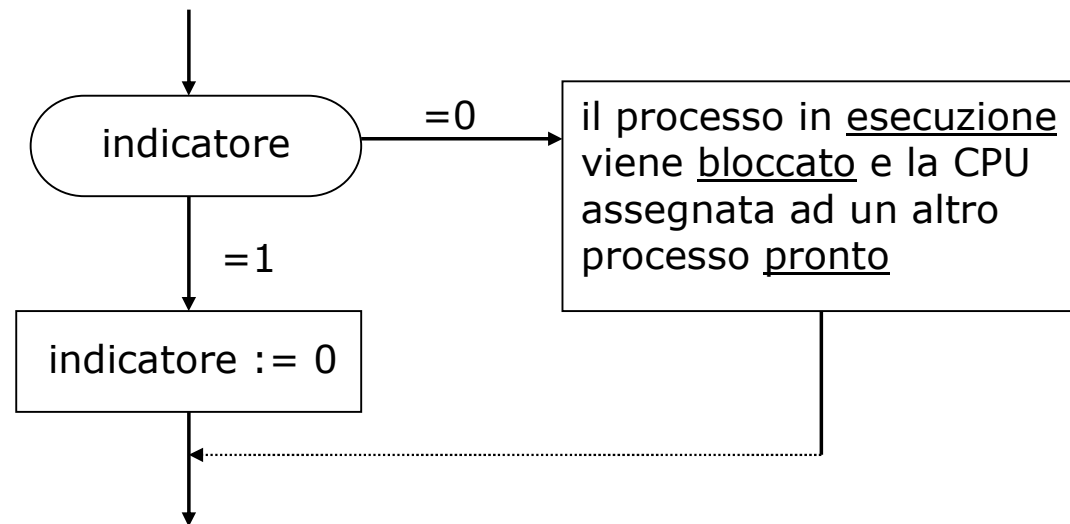 indicatore
=0
il processo in esecuzione
viene bloccato e la CPU
assegnata ad un altro
processo pronto
=1
indicatore := 0